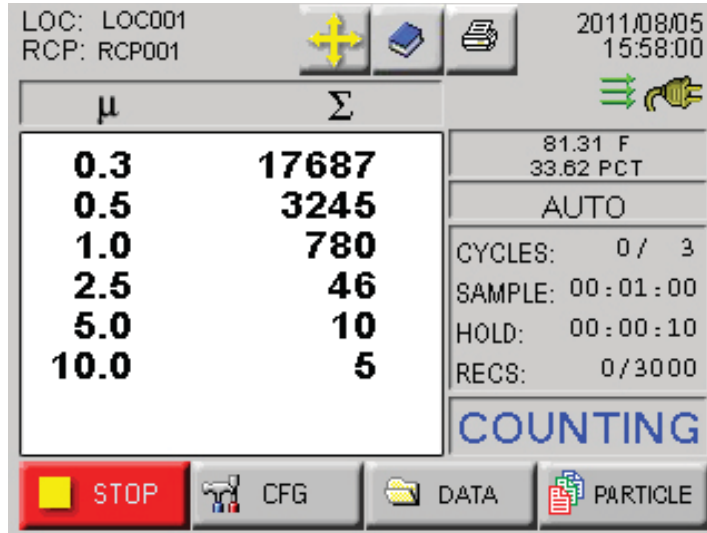 LOC: LOC001
RCP: RCP001
2011/08/05
15:58:00
µ Σ
0.3 17687
0.5 3245
1.0 780
2.5 46
5.0 10
10.0 5
81.31 F
33.62 PCT
AUTO
CYCLES: 0/ 3
SAMPLE: 00:01:00
HOLD: 00:00:10
RECS: 0/3000
COUNTING
STOP CFG DATA PARTICLE